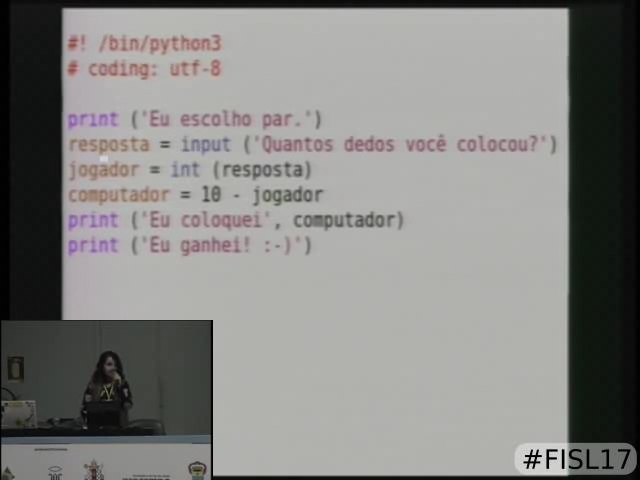 #! /bin/python3
# coding: utf-8
print ('Eu escolho par.')
resposta = input ('Quantos dedos você colocou?')
jogador = int (resposta)
computador = 10 - jogador
print ('Eu coloquei', computador)
print ('Eu ganhei! :-)')
#FISL17